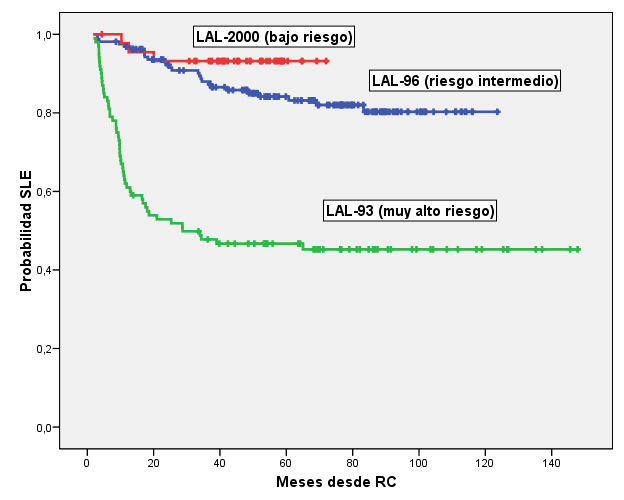 LAL-2000 (bajo riesgo)
LAL-96 (riesgo intermedio)
LAL-93 (muy alto riesgo)
Probabilidad SLE
1,0
0,8
0,6
0,4
0,2
0,0
0 20 40 60 80 100 120 140
Meses desde RC